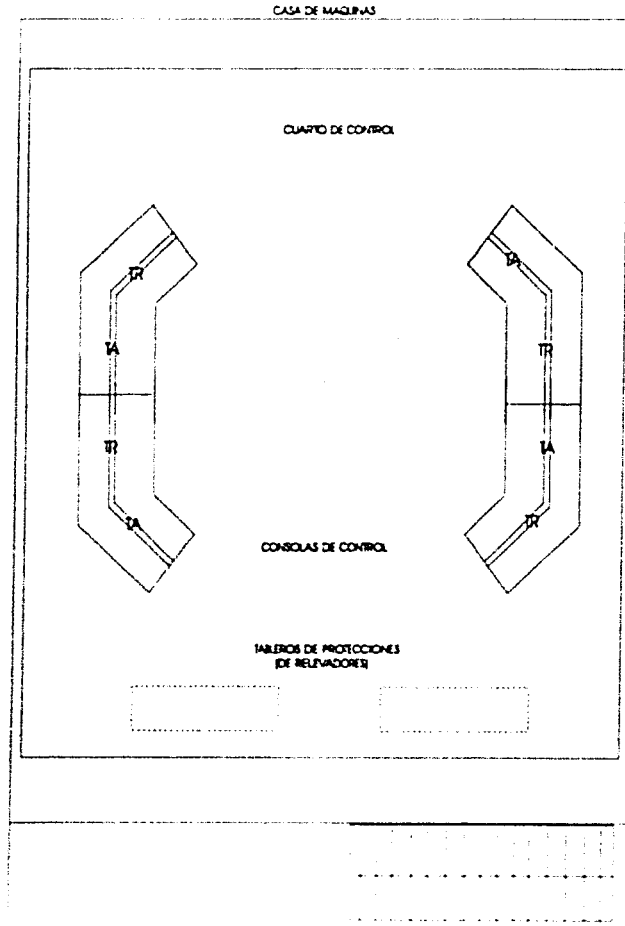 CASA DE MAQUINAS
CUARTO DE CONTROL
TR
TA
TA
TR
TR
TA
TA
TR
CONSOLAS DE CONTROL
TABLEROS DE PROTECCIONES
(DE RELEVADORES)